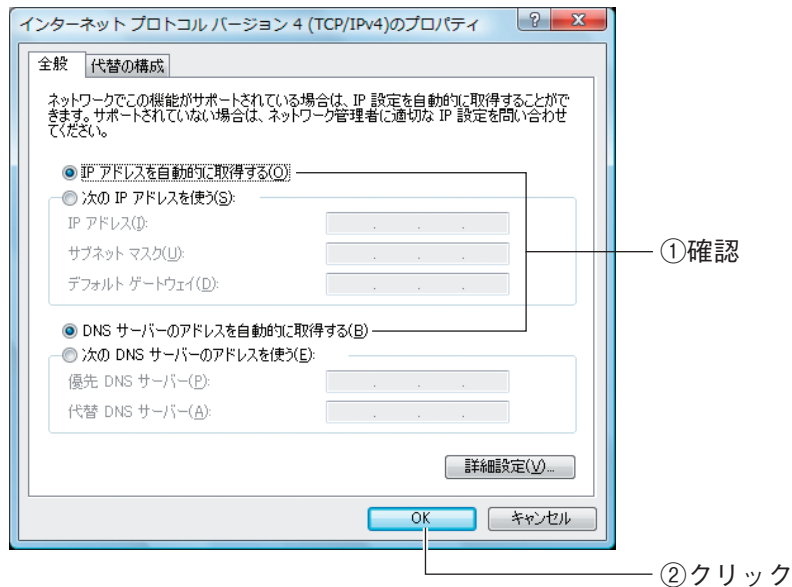 インターネット プロトコル バージョン 4 (TCP/IPv4)のプロパティ
?
全般
代替の構成
ネットワークでこの機能がサポートされている場合は、IP 設定を自動的に取得することがで
きます。サポートされていない場合は、ネットワーク管理者に適切な IP 設定を問い合わせ
てください。
IP アドレスを自動的に取得する(O)
次の IP アドレスを使う(S):
IP アドレス(I):
サブネット マスク(U):
デフォルト ゲートウェイ(D):
①確認
DNS サーバーのアドレスを自動的に取得する(B)
次の DNS サーバーのアドレスを使う(E):
優先 DNS サーバー(P):
代替 DNS サーバー(A):
詳細設定(V)...
OK
キャンセル
②クリック